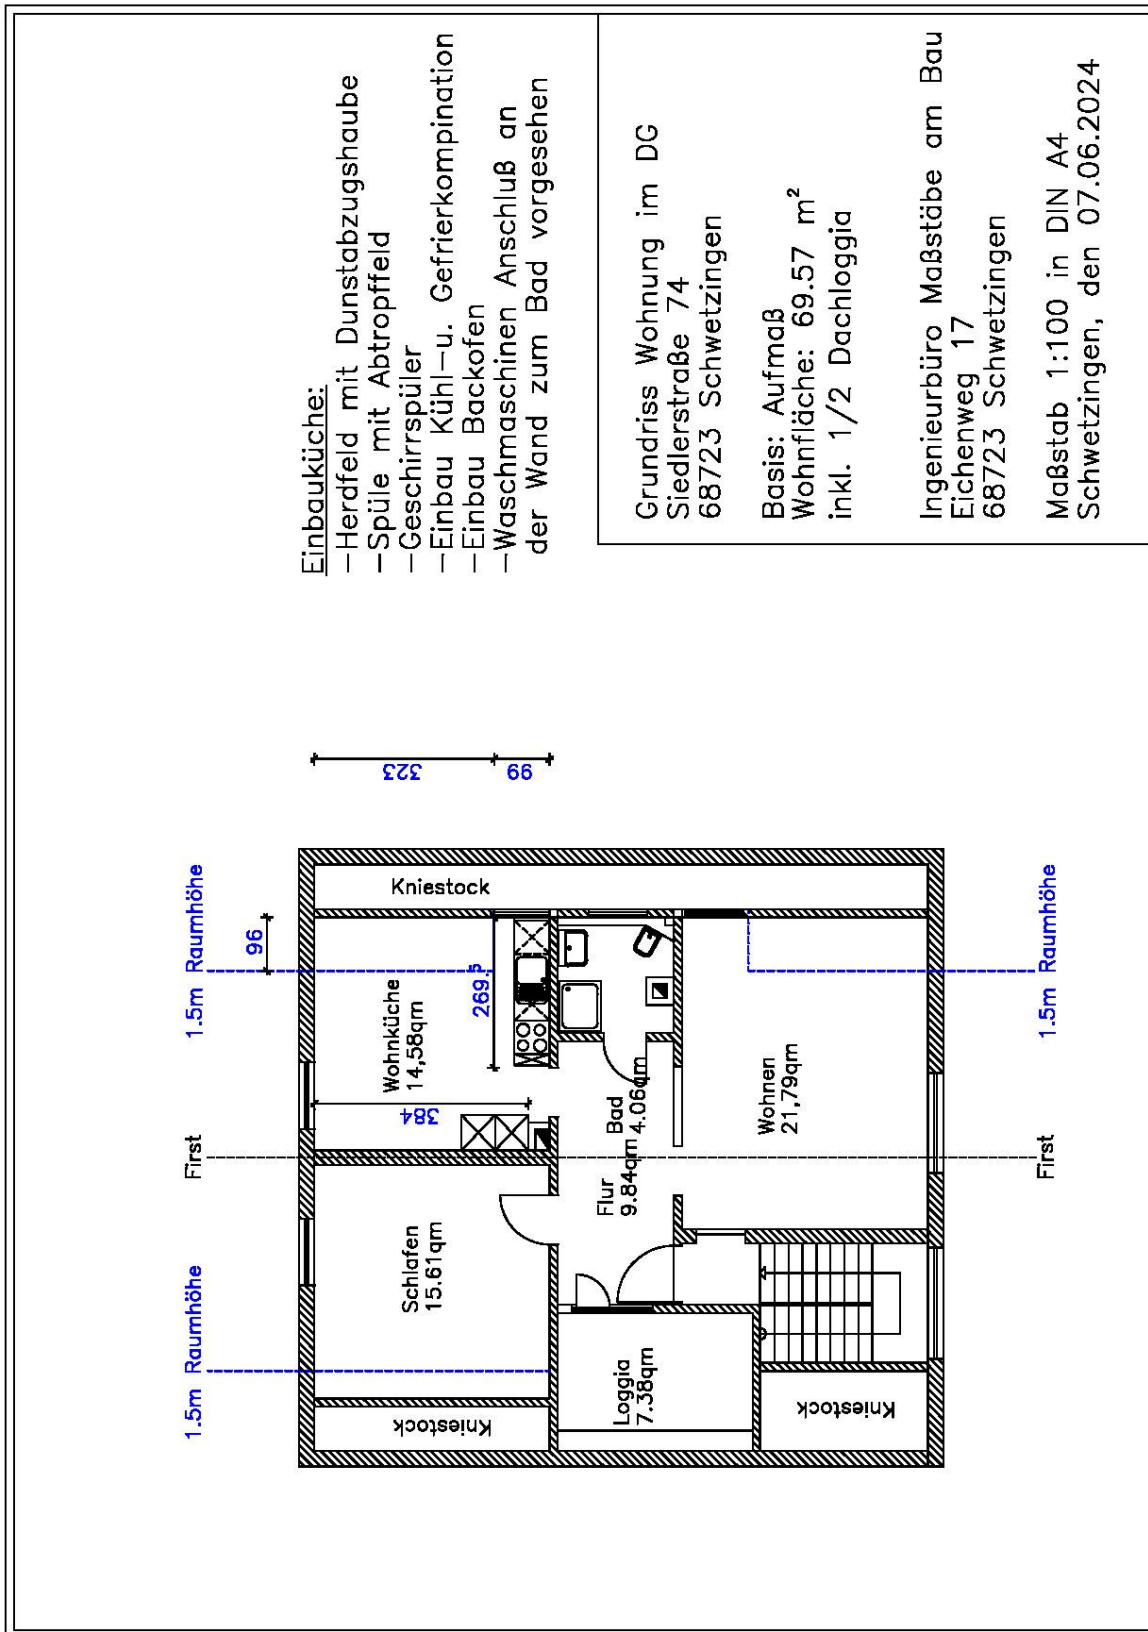 Einbauküche:
–Herdfeld mit Dunstabzugshaube
–Spüle mit Abtropffeld
–Geschirrspüler
–Einbau Kühl–u. Gefrierkompination
–Einbau Backofen
–Waschmaschinen Anschluß an
der Wand zum Bad vorgesehen
Grundriss Wohnung im DG
Siedlerstraße 74
68723 Schwetzingen
Basis: Aufmaß
Wohnfläche: 69.57 m²
inkl. 1/2 Dachloggia
Ingenieurbüro Maßstäbe am Bau
Eichenweg 17
68723 Schwetzingen
Maßstab 1:100 in DIN A4
Schwetzingen, den 07.06.2024
1.5m Raumhöhe
First
1.5m Raumhöhe
96
323
99
Kniestock
Wohnküche
14,58qm
269.5
384
Schlafen
15.61qm
Kniestock
Bad
4.06qm
Flur
9.84qm
Loggia
7.38qm
Wohnen
21,79qm
Kniestock
1.5m Raumhöhe
First